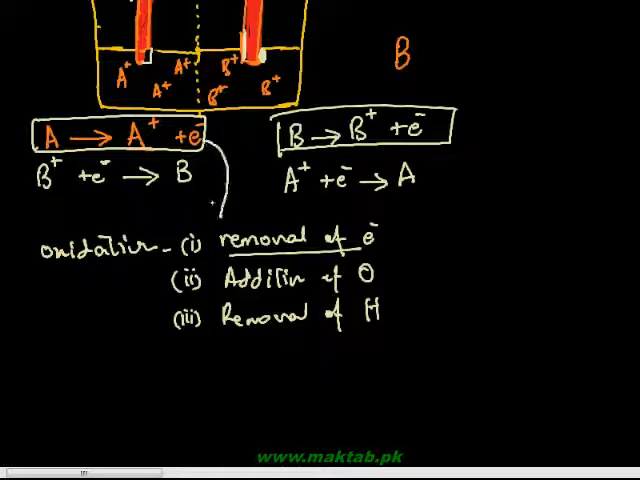 B
A⁺ A⁺ A⁺ B⁺ B⁺ B⁺
A → A⁺ + e⁻
B → B⁺ + e⁻
B⁺ + e⁻ → B
A⁺ + e⁻ → A
oxidation - (i) removal of e⁻
(ii) Addition of O
(iii) Removal of H
www.maktab.pk